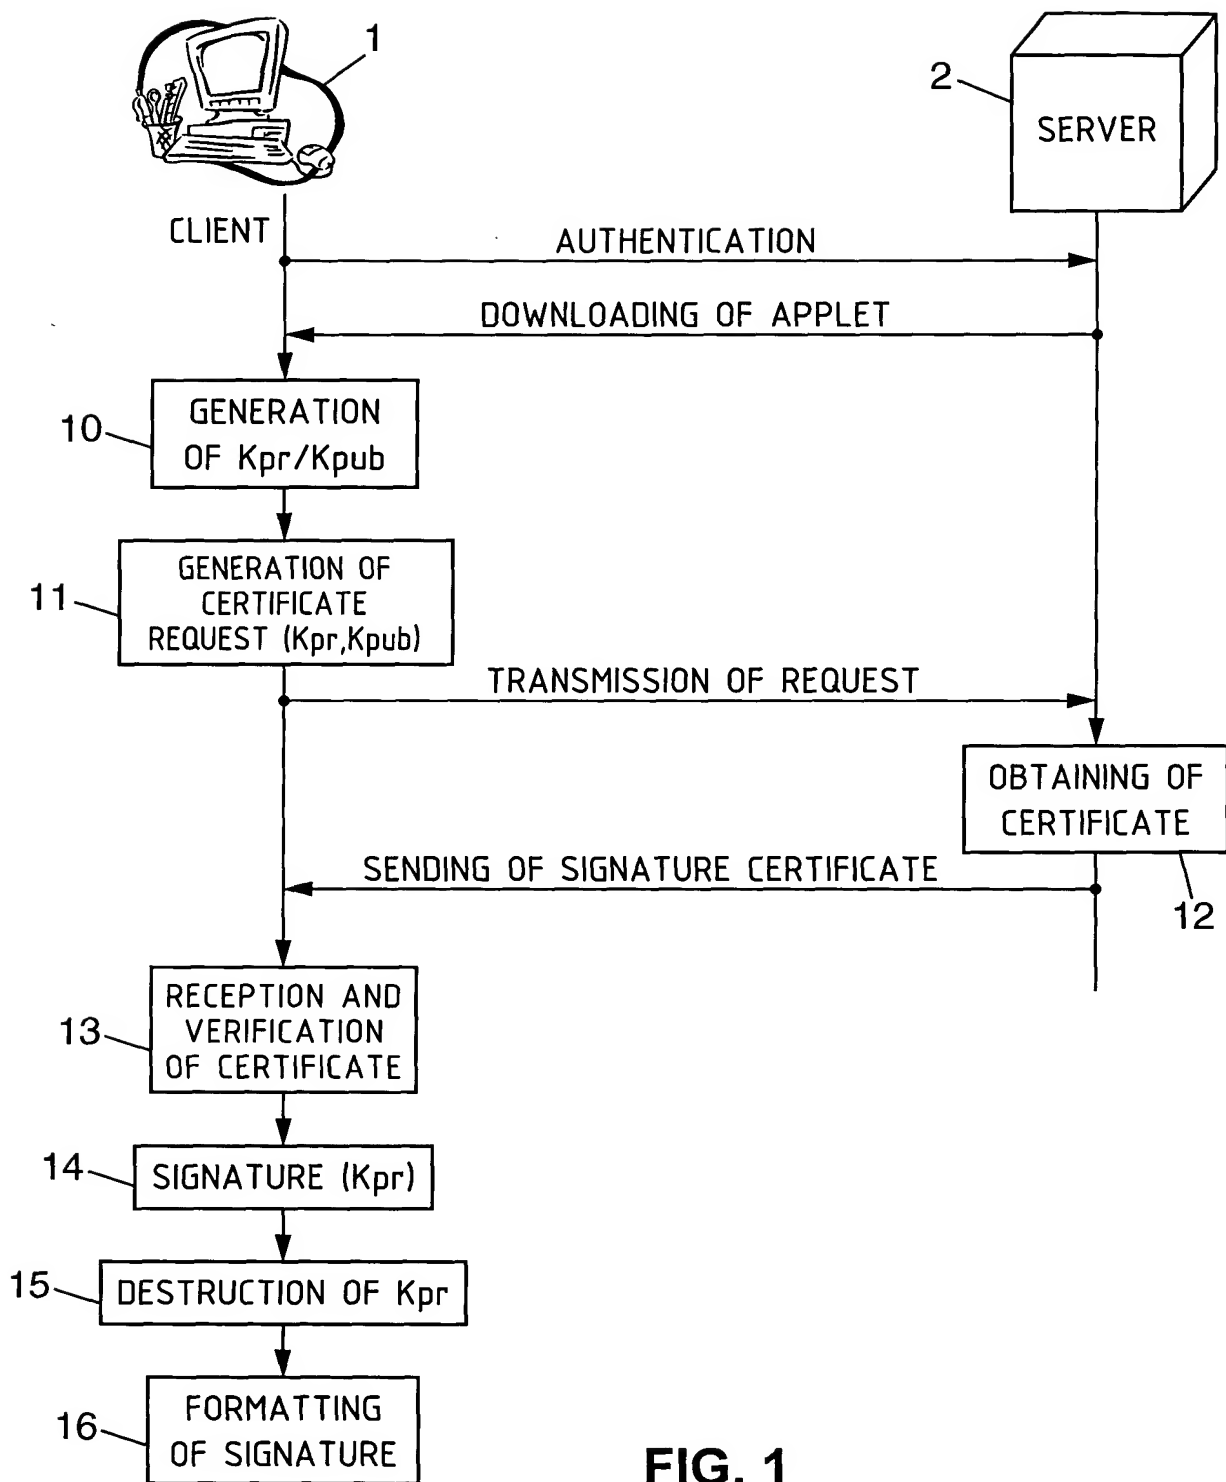 1
2
SERVER
CLIENT
AUTHENTICATION
DOWNLOADING OF APPLET
10
GENERATION
OF Kpr/Kpub
11
GENERATION OF
CERTIFICATE
REQUEST (Kpr,Kpub)
TRANSMISSION OF REQUEST
OBTAINING OF
CERTIFICATE
SENDING OF SIGNATURE CERTIFICATE
12
13
RECEPTION AND
VERIFICATION
OF CERTIFICATE
14
SIGNATURE (Kpr)
15
DESTRUCTION OF Kpr
16
FORMATTING
OF SIGNATURE
FIG. 1